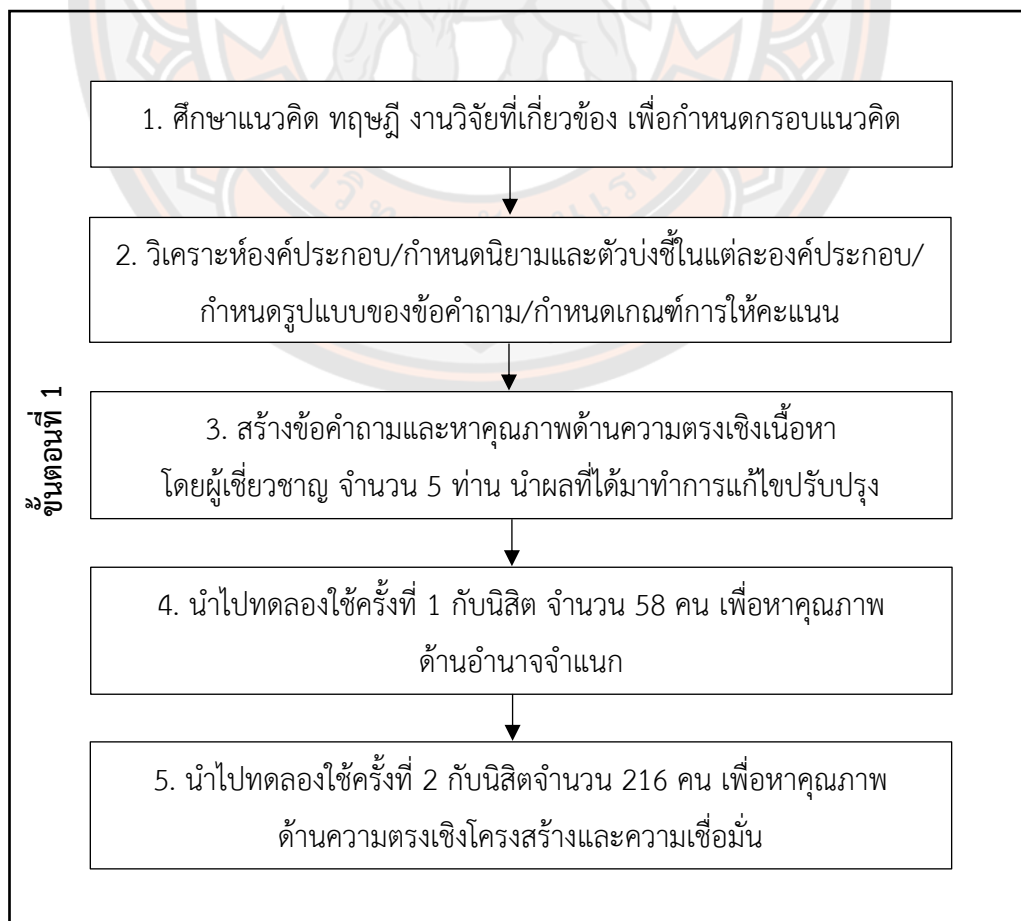 1. ศึกษาแนวคิด ทฤษฎี งานวิจัยที่เกี่ยวข้อง เพื่อกำหนดกรอบแนวคิด
2. วิเคราะห์องค์ประกอบ/กำหนดนิยามและตัวบ่งชี้ในแต่ละองค์ประกอบ/
กำหนดรูปแบบของข้อคำถาม/กำหนดเกณฑ์การให้คะแนน
ขั้นตอนที่ 1
3. สร้างข้อคำถามและหาคุณภาพด้านความตรงเชิงเนื้อหา
โดยผู้เชี่ยวชาญ จำนวน 5 ท่าน นำผลที่ได้มาทำการแก้ไขปรับปรุง
4. นำไปทดลองใช้ครั้งที่ 1 กับนิสิต จำนวน 58 คน เพื่อหาคุณภาพ
ด้านอำนาจจำแนก
5. นำไปทดลองใช้ครั้งที่ 2 กับนิสิตจำนวน 216 คน เพื่อหาคุณภาพ
ด้านความตรงเชิงโครงสร้างและความเชื่อมั่น